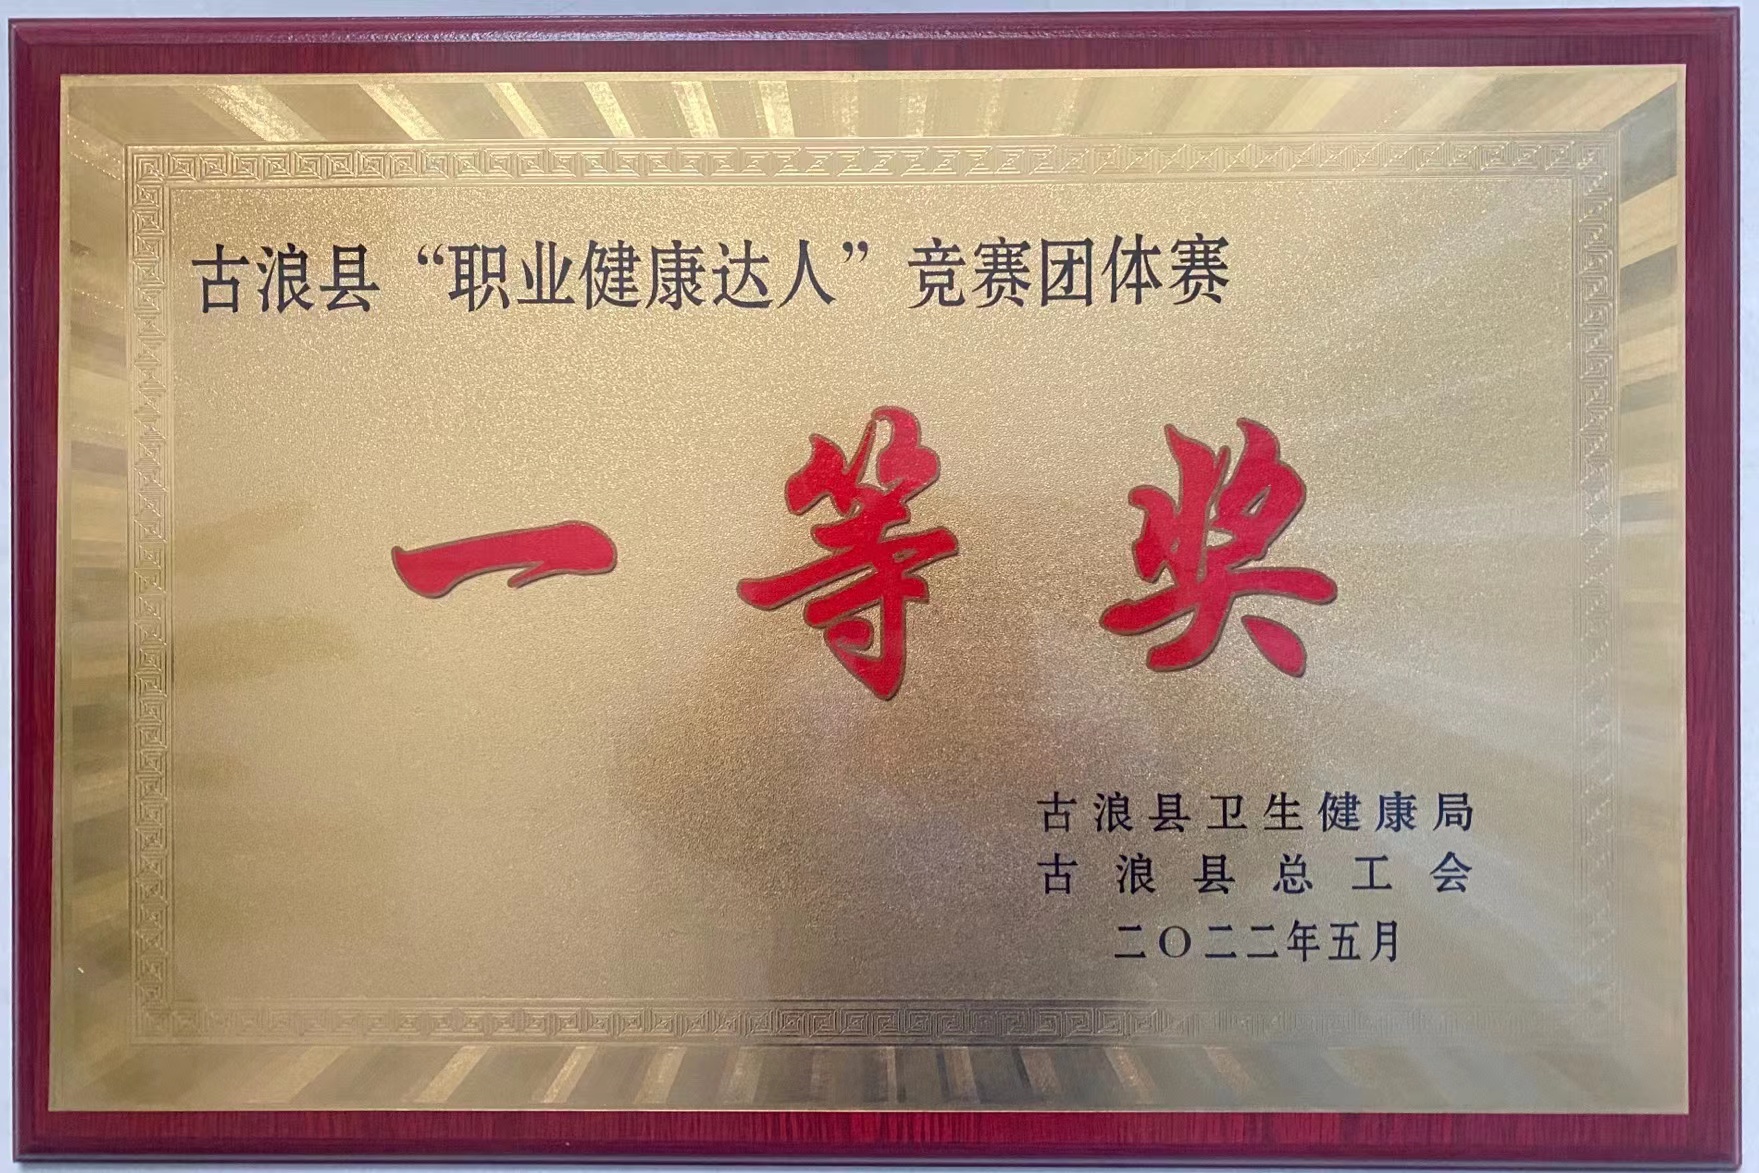 古浪县“职业健康达人”竞赛团体赛
一等奖
古浪县卫生健康局
古浪县总工会
二〇二二年五月